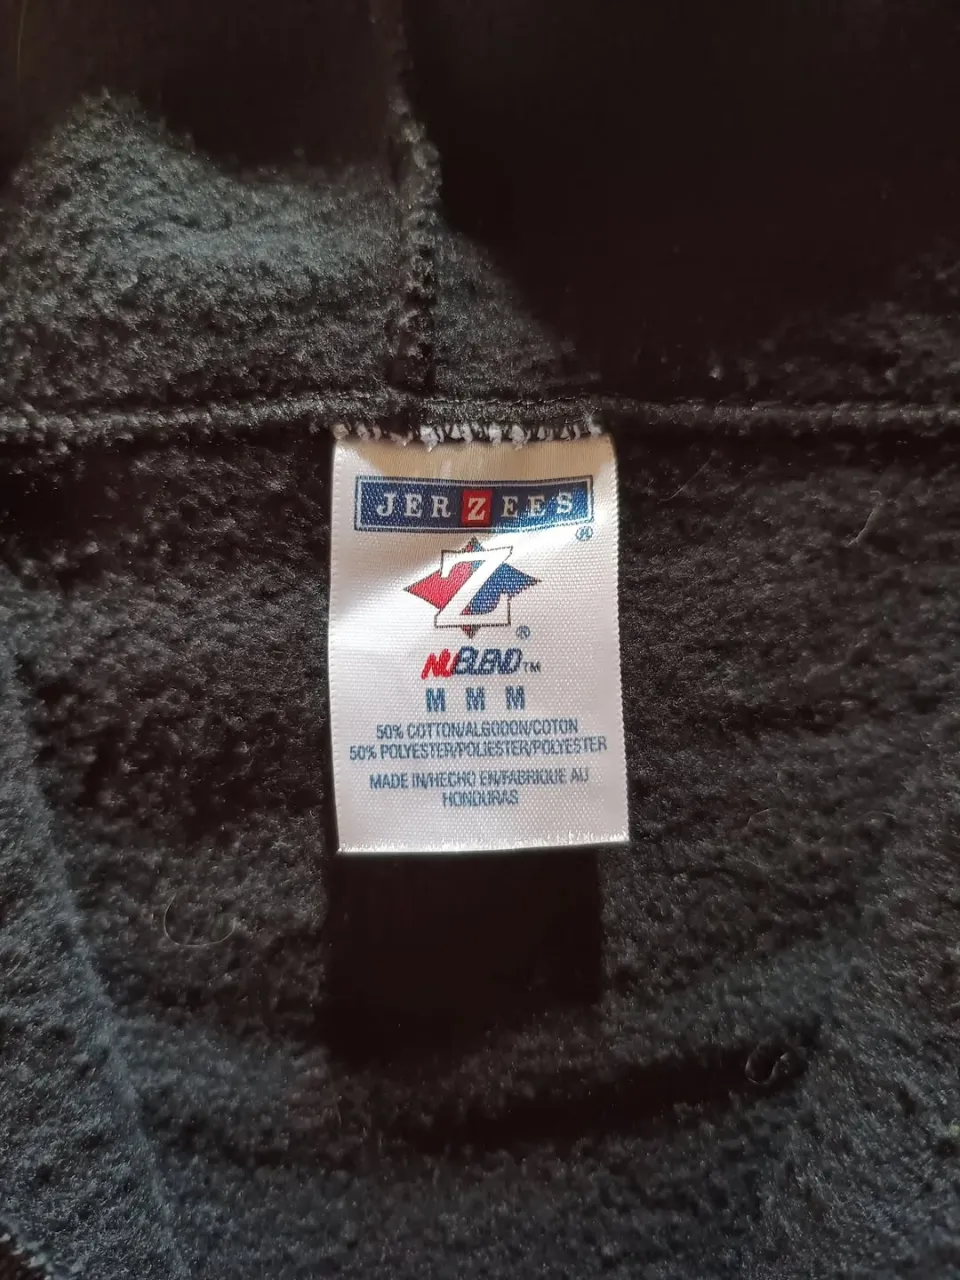 JERZEES
®
Z
®
NUBLEND™
M M M
50% COTTON/ALGODON/COTON
50% POLYESTER/POLIESTER/POLYESTER
MADE IN/HECHO EN/FABRIQUE AU
HONDURAS